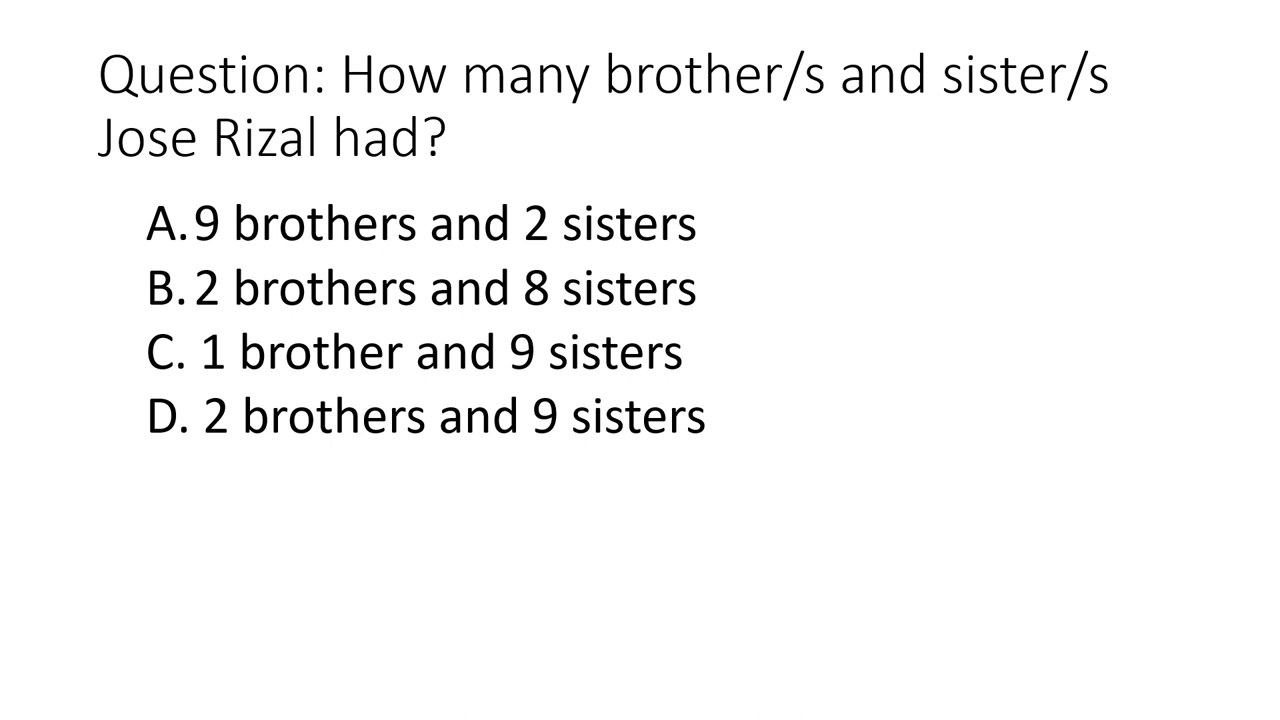 Question: How many brother/s and sister/s
Jose Rizal had?
A. 9 brothers and 2 sisters
B. 2 brothers and 8 sisters
C. 1 brother and 9 sisters
D. 2 brothers and 9 sisters